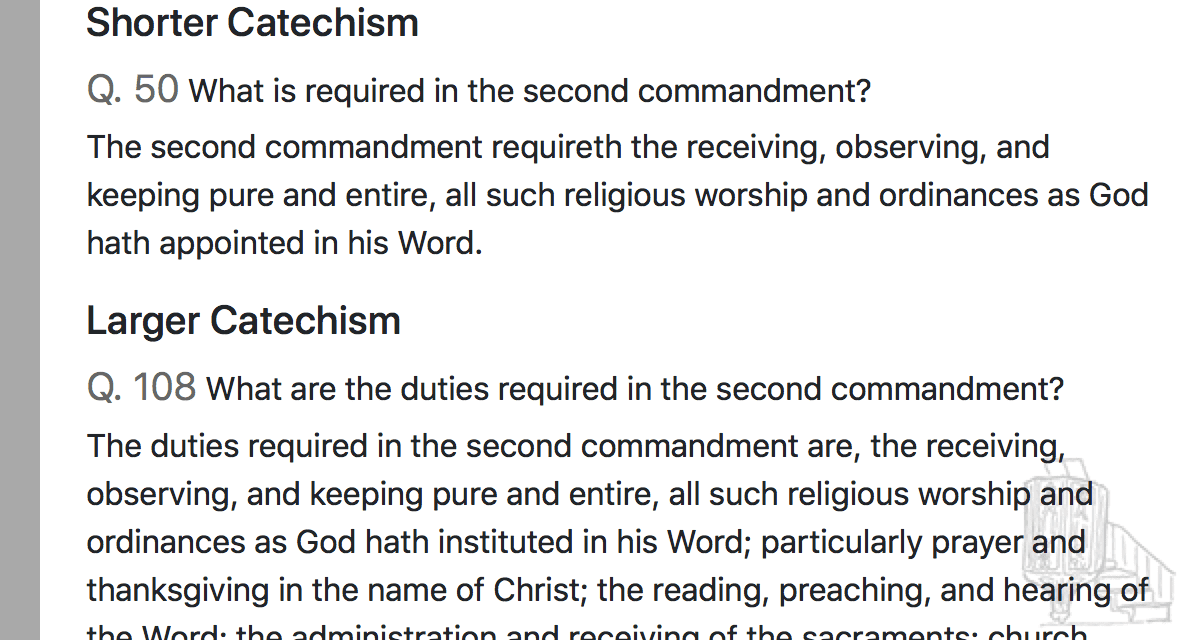 Shorter Catechism
Q. 50 What is required in the second commandment?
The second commandment requireth the receiving, observing, and
keeping pure and entire, all such religious worship and ordinances as God
hath appointed in his Word.
Larger Catechism
Q. 108 What are the duties required in the second commandment?
The duties required in the second commandment are, the receiving,
observing, and keeping pure and entire, all such religious worship and
ordinances as God hath instituted in his Word; particularly prayer and
thanksgiving in the name of Christ; the reading, preaching, and hearing of
the Word; the administration and receiving of the sacraments; church